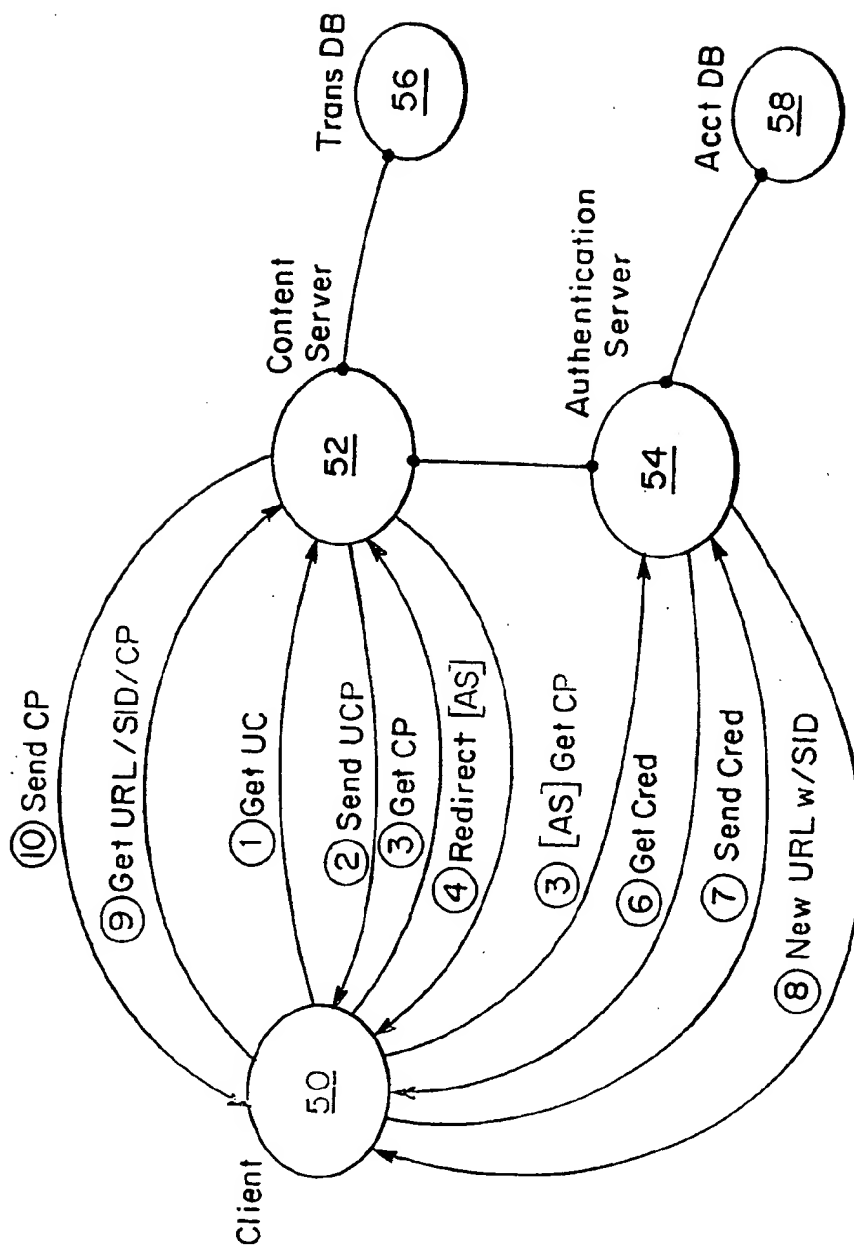 Client
50
⑩ Send CP
⑨ Get URL/SID/CP
① Get UC
② Send UCP
③ Get CP
④ Redirect [AS]
③ [AS] Get CP
⑥ Get Cred
⑦ Send Cred
⑧ New URL w/SID
Content
Server
52
Trans DB
56
Authentication
Server
54
Acct DB
58